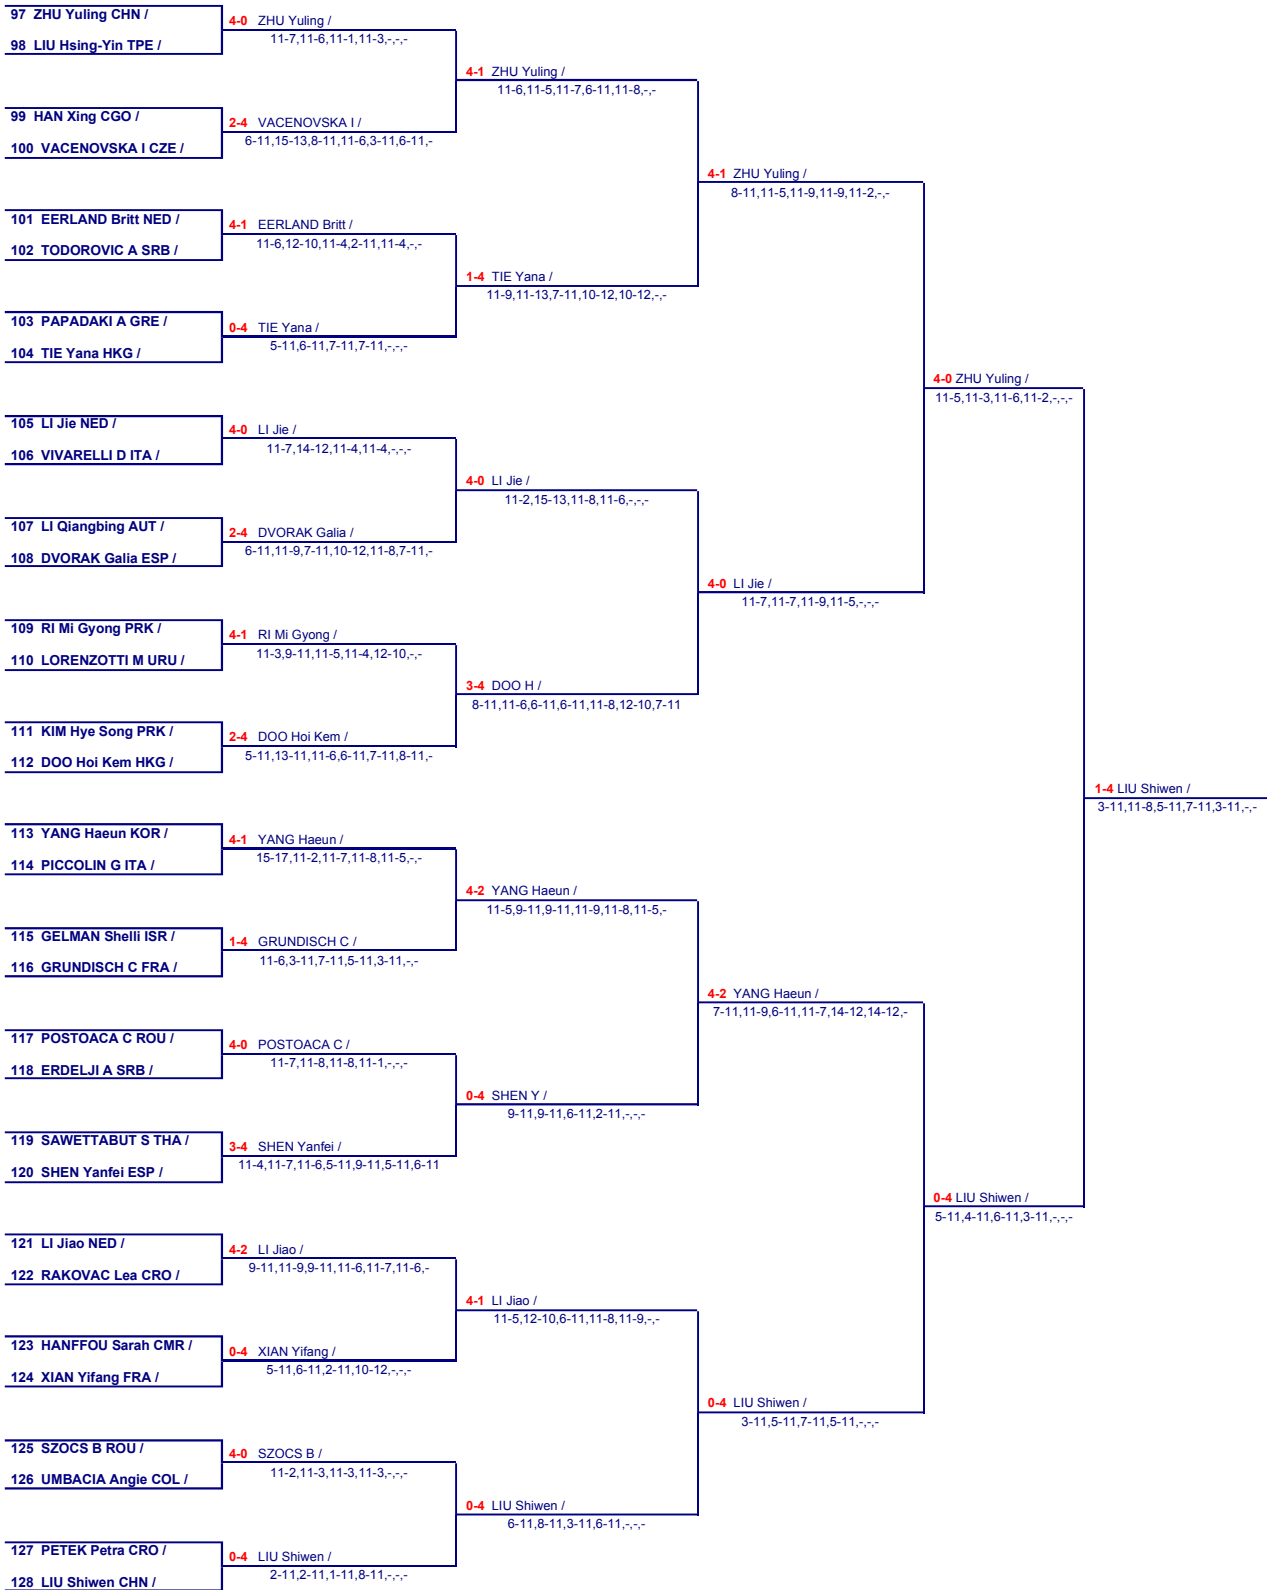 97 ZHU Yuling CHN /
4-0 ZHU Yuling /
11-7,11-6,11-1,11-3,-,-,-
98 LIU Hsing-Yin TPE /
4-1 ZHU Yuling /
11-6,11-5,11-7,6-11,11-8,-,-
99 HAN Xing CGO /
2-4 VACENOVSKA I /
6-11,15-13,8-11,11-6,3-11,6-11,-
100 VACENOVSKA I CZE /
4-1 ZHU Yuling /
8-11,11-5,11-9,11-9,11-2,-,-
101 EERLAND Britt NED /
4-1 EERLAND Britt /
11-6,12-10,11-4,2-11,11-4,-,-
102 TODOROVIC A SRB /
1-4 TIE Yana /
11-9,11-13,7-11,10-12,10-12,-,-
103 PAPADAKI A GRE /
0-4 TIE Yana /
5-11,6-11,7-11,7-11,-,-,-
104 TIE Yana HKG /
4-0 ZHU Yuling /
11-5,11-3,11-6,11-2,-,-,-
105 LI Jie NED /
4-0 LI Jie /
11-7,14-12,11-4,11-4,-,-,-
106 VIVARELLI D ITA /
4-0 LI Jie /
11-2,15-13,11-8,11-6,-,-,-
107 LI Qiangbing AUT /
2-4 DVORAK Galia /
6-11,11-9,7-11,10-12,11-8,7-11,-
108 DVORAK Galia ESP /
4-0 LI Jie /
11-7,11-7,11-9,11-5,-,-,-
109 RI Mi Gyong PRK /
4-1 RI Mi Gyong /
11-3,9-11,11-5,11-4,12-10,-,-
110 LORENZOTTI M URU /
3-4 DOO H /
8-11,11-6,6-11,6-11,11-8,12-10,7-11
111 KIM Hye Song PRK /
2-4 DOO Hoi Kem /
5-11,13-11,11-6,6-11,7-11,8-11,-
112 DOO Hoi Kem HKG /
1-4 LIU Shiwen /
3-11,11-8,5-11,7-11,3-11,-,-
113 YANG Haeun KOR /
4-1 YANG Haeun /
15-17,11-2,11-7,11-8,11-5,-,-
114 PICCOLIN G ITA /
4-2 YANG Haeun /
11-5,9-11,9-11,11-9,11-8,11-5,-
115 GELMAN Shelli ISR /
1-4 GRUNDISCH C /
11-6,3-11,7-11,5-11,3-11,-,-
116 GRUNDISCH C FRA /
4-2 YANG Haeun /
7-11,11-9,6-11,11-7,14-12,14-12,-
117 POSTOACA C ROU /
4-0 POSTOACA C /
11-7,11-8,11-8,11-1,-,-,-
118 ERDELJI A SRB /
0-4 SHEN Y /
9-11,9-11,6-11,2-11,-,-,-
119 SAWETTABUT S THA /
3-4 SHEN Yanfei /
11-4,11-7,11-6,5-11,9-11,5-11,6-11
120 SHEN Yanfei ESP /
0-4 LIU Shiwen /
5-11,4-11,6-11,3-11,-,-,-
121 LI Jiao NED /
4-2 LI Jiao /
9-11,11-9,9-11,11-6,11-7,11-6,-
122 RAKOVAC Lea CRO /
4-1 LI Jiao /
11-5,12-10,6-11,11-8,11-9,-,-
123 HANFFOU Sarah CMR /
0-4 XIAN Yifang /
5-11,6-11,2-11,10-12,-,-,-
124 XIAN Yifang FRA /
0-4 LIU Shiwen /
3-11,5-11,7-11,5-11,-,-,-
125 SZOCS B ROU /
4-0 SZOCS B /
11-2,11-3,11-3,11-3,-,-,-
126 UMBACIA Angie COL /
0-4 LIU Shiwen /
6-11,8-11,3-11,6-11,-,-,-
127 PETEK Petra CRO /
0-4 LIU Shiwen /
2-11,2-11,1-11,8-11,-,-,-
128 LIU Shiwen CHN /